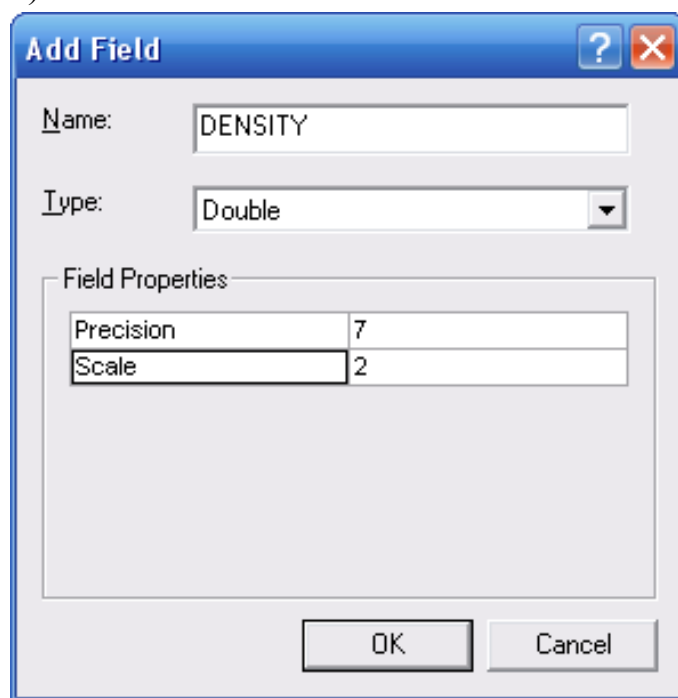 )
Add Field ?
Name: DENSITY
Type: Double
Field Properties
Precision 7
Scale 2
OK Cancel